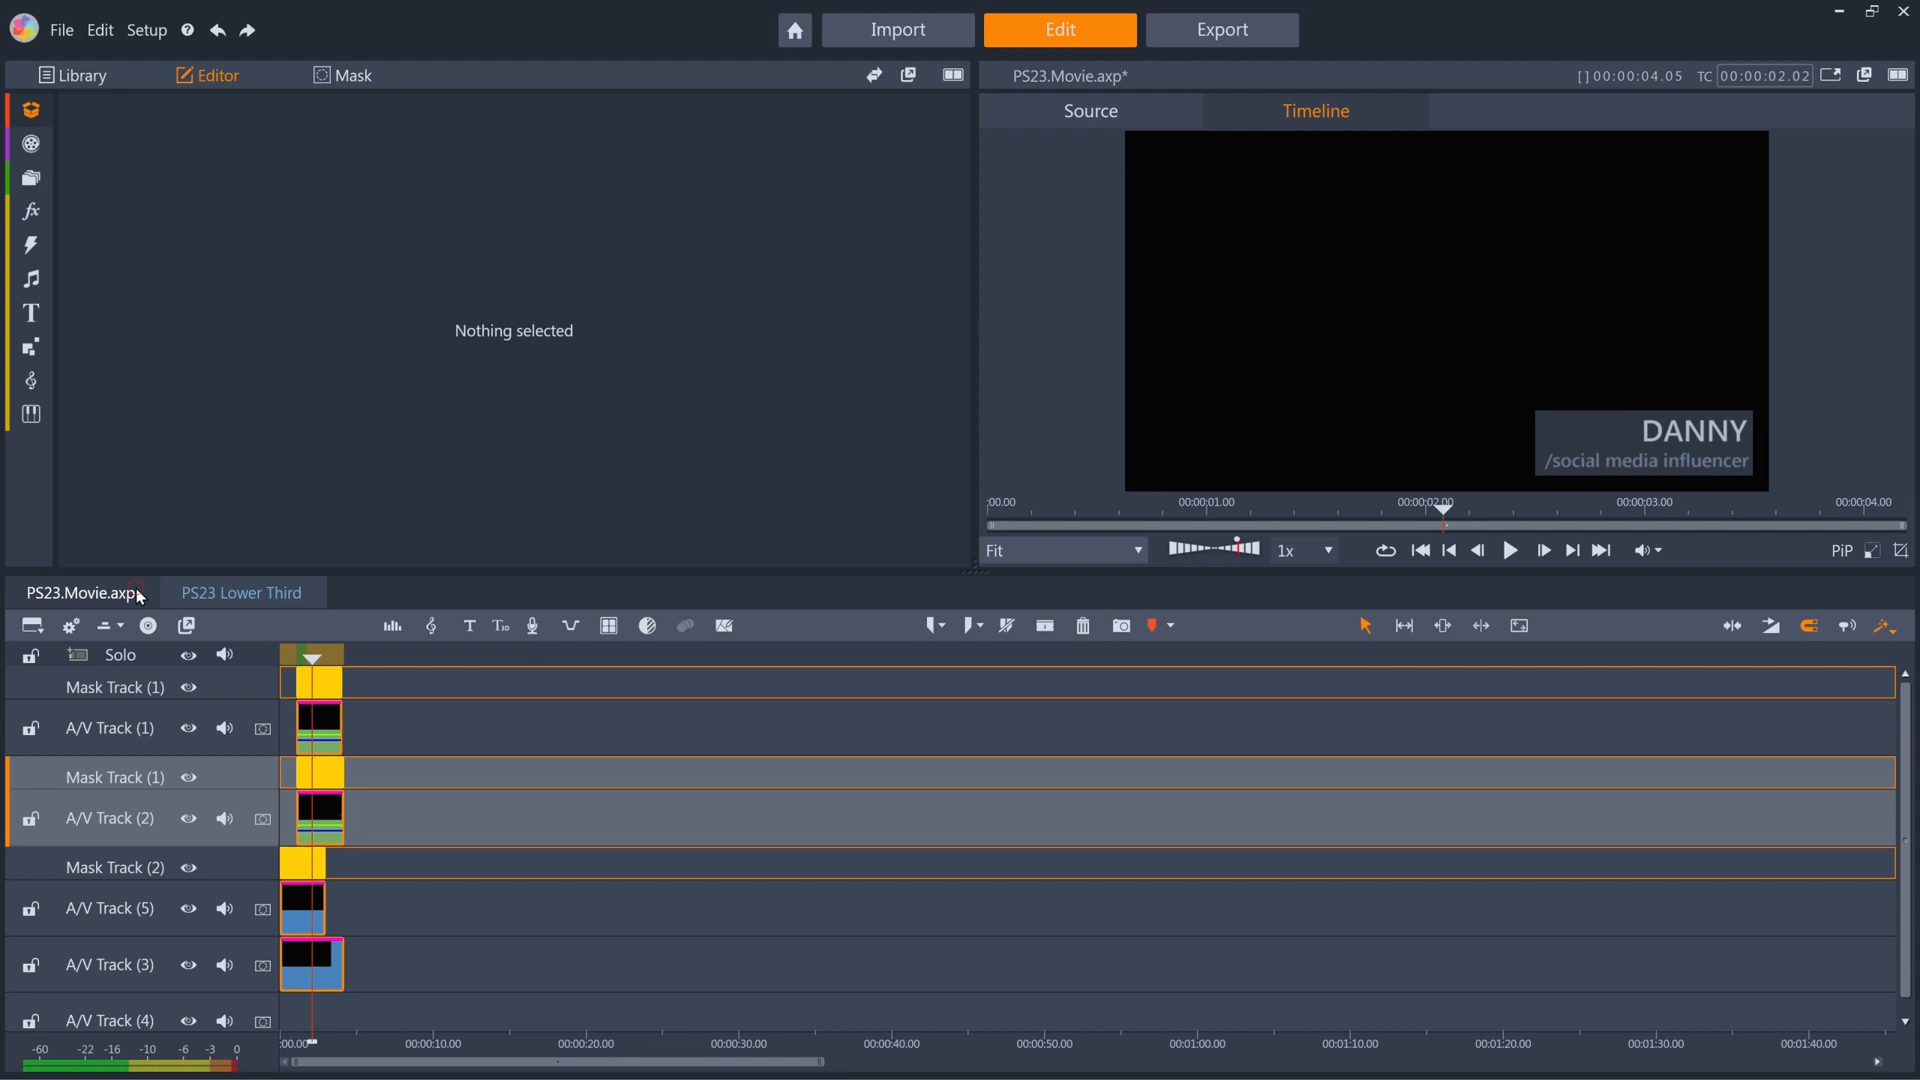 File Edit Setup Import Edit Export
Library Editor Mask PS23.Movie.axp* [ ] 00:00:04.05 TC 00:00:02.02
Source Timeline
Nothing selected
DANNY
/social media influencer
:00.00 00:00:01.00 00:00:02.00 00:00:03.00 00:00:04.00
Fit 1x PiP
PS23.Movie.axp PS23 Lower Third
Solo
Mask Track (1)
A/V Track (1)
Mask Track (1)
A/V Track (2)
Mask Track (2)
A/V Track (5)
A/V Track (3)
A/V Track (4)
:00.00 00:00:10.00 00:00:20.00 00:00:30.00 00:00:40.00 00:00:50.00 00:01:00.00 00:01:10.00 00:01:20.00 00:01:30.00 00:01:40.00
-60 -22 -16 -10 -6 -3 0